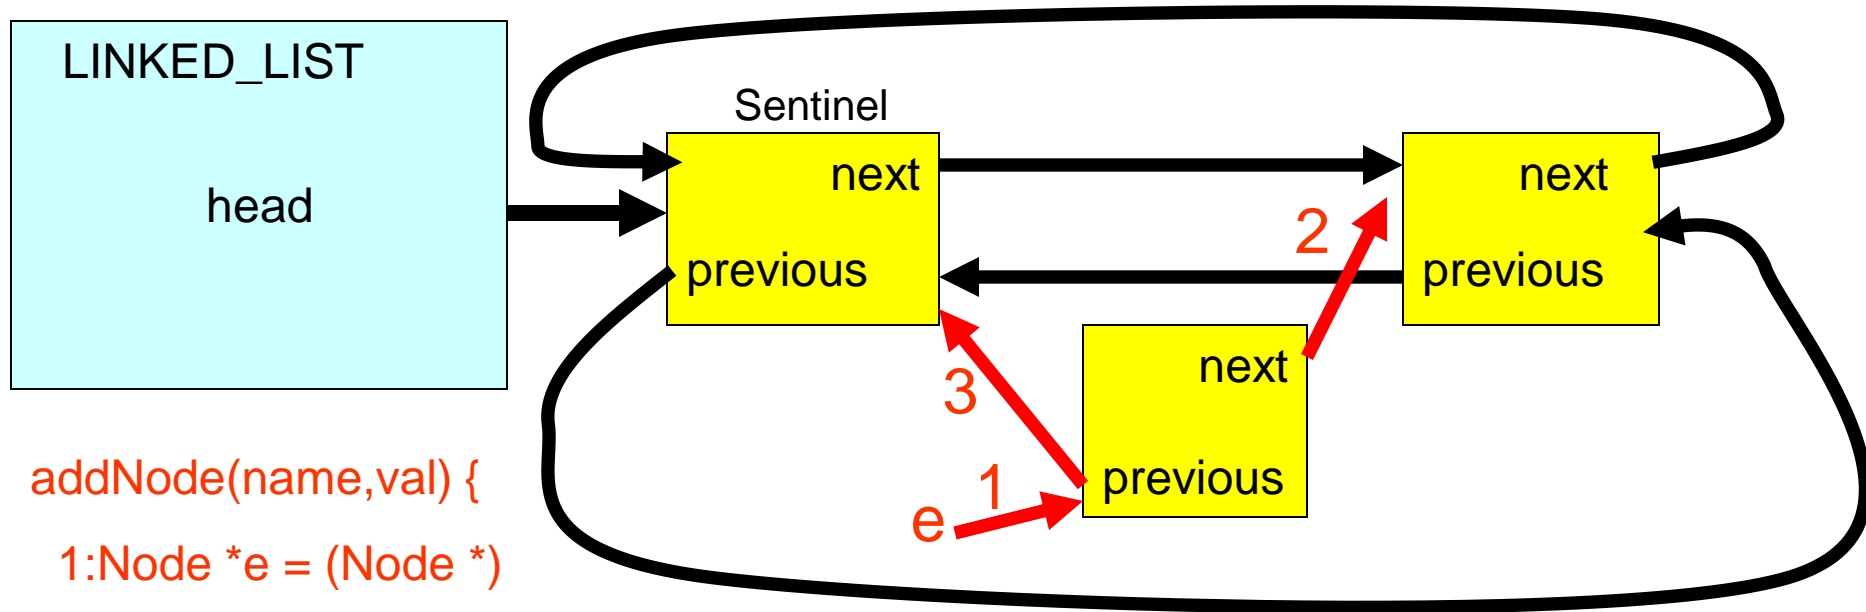 LINKED_LIST
head
Sentinel
next
previous
next
previous
2
3
next
previous
1
e
addNode(name,val) {
1:Node *e = (Node *)